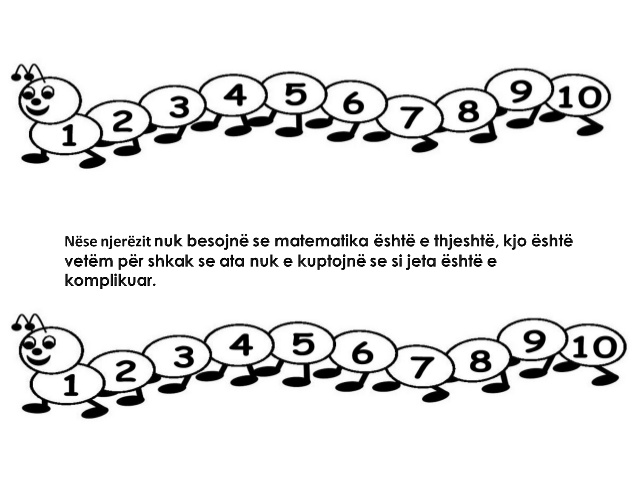 1 2 3 4 5 6 7 8 9 10
Nëse njerëzit nuk besojnë se matematika është e thjeshtë, kjo është
vetëm për shkak se ata nuk e kuptojnë se si jeta është e
komplikuar.
1 2 3 4 5 6 7 8 9 10